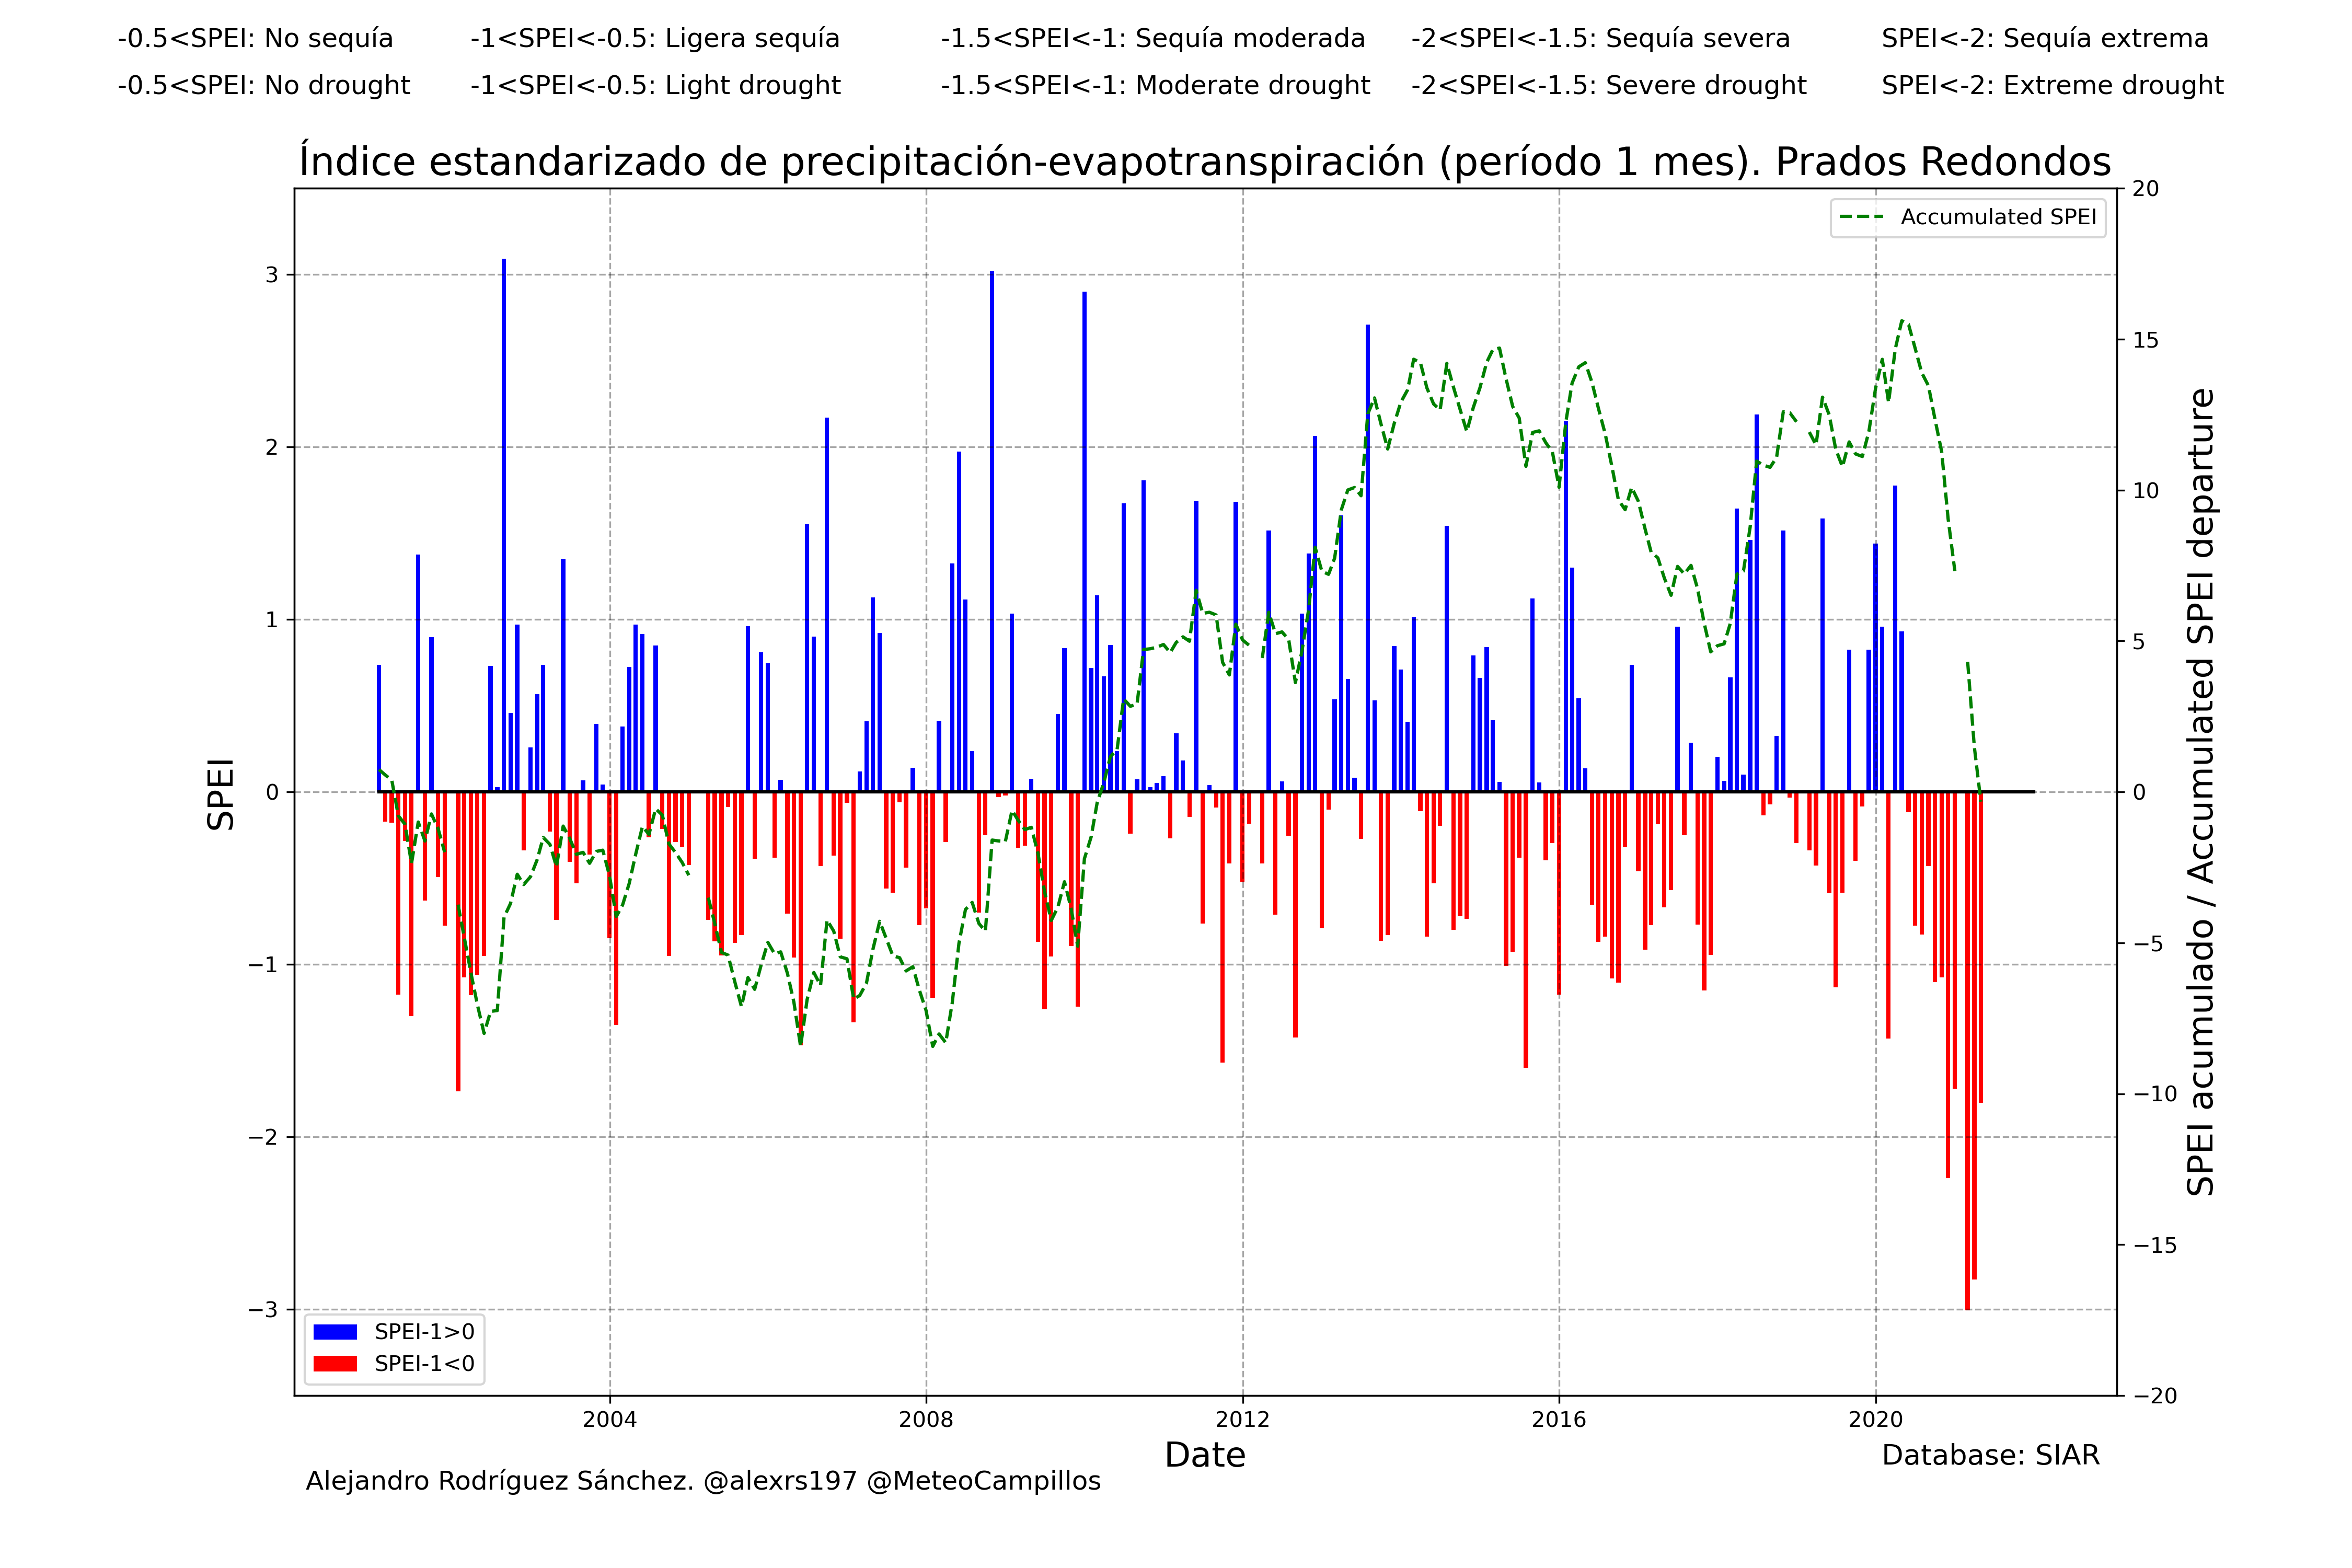 -0.5<SPEI: No sequía -1<SPEI<-0.5: Ligera sequía -1.5<SPEI<-1: Sequía moderada -2<SPEI<-1.5: Sequía severa SPEI<-2: Sequía extrema
-0.5<SPEI: No drought -1<SPEI<-0.5: Light drought -1.5<SPEI<-1: Moderate drought -2<SPEI<-1.5: Severe drought SPEI<-2: Extreme drought
Índice estandarizado de precipitación-evapotranspiración (período 1 mes). Prados Redondos
Accumulated SPEI
SPEI
3
2
1
0
−1
−2
−3
20
15
10
5
0
−5
−10
−15
−20
SPEI acumulado / Accumulated SPEI departure
SPEI-1>0
SPEI-1<0
2004 2008 2012 2016 2020
Date
Database: SIAR
Alejandro Rodríguez Sánchez. @alexrs197 @MeteoCampillos